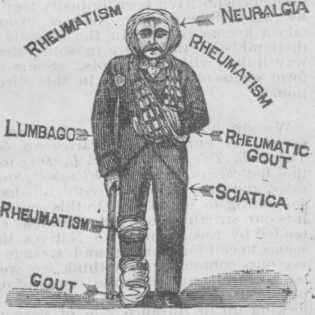 RHEUMATISM
NEURALGIA
RHEUMATISM
LUMBAGO
RHEUMATIC
GOUT
SCIATICA
RHEUMATISM
GOUT